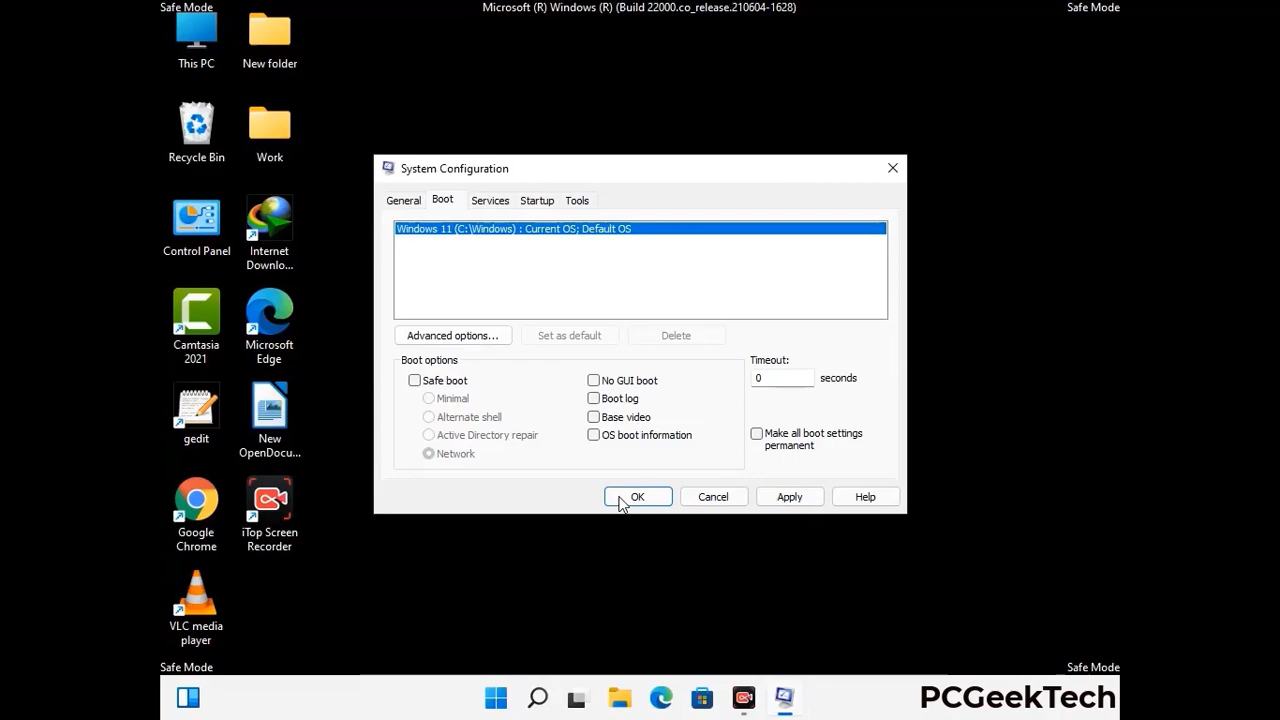 Safe Mode
Microsoft (R) Windows (R) (Build 22000.co_release.210604-1628)
Safe Mode
This PC
New folder
Recycle Bin
Work
Control Panel
Internet
Downlo...
Camtasia
2021
Microsoft
Edge
gedit
New
OpenDocu...
Google
Chrome
iTop Screen
Recorder
VLC media
player
System Configuration
General
Boot
Services
Startup
Tools
Windows 11 (C:\Windows) : Current OS; Default OS
Advanced options...
Set as default
Delete
Boot options
Safe boot
Minimal
Alternate shell
Active Directory repair
Network
No GUI boot
Boot log
Base video
OS boot information
Timeout:
0 seconds
Make all boot settings
permanent
OK
Cancel
Apply
Help
Safe Mode
Safe Mode
PCGeekTech